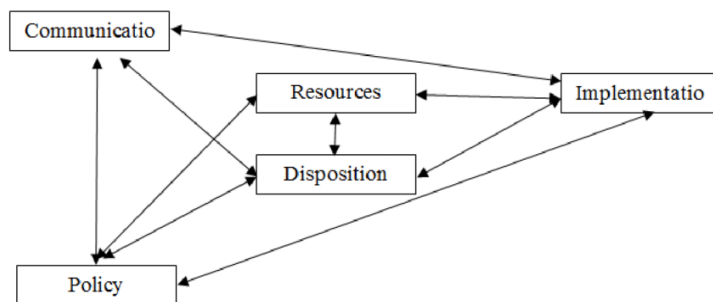 Communicatio
Resources
Implementatio
Disposition
Policy